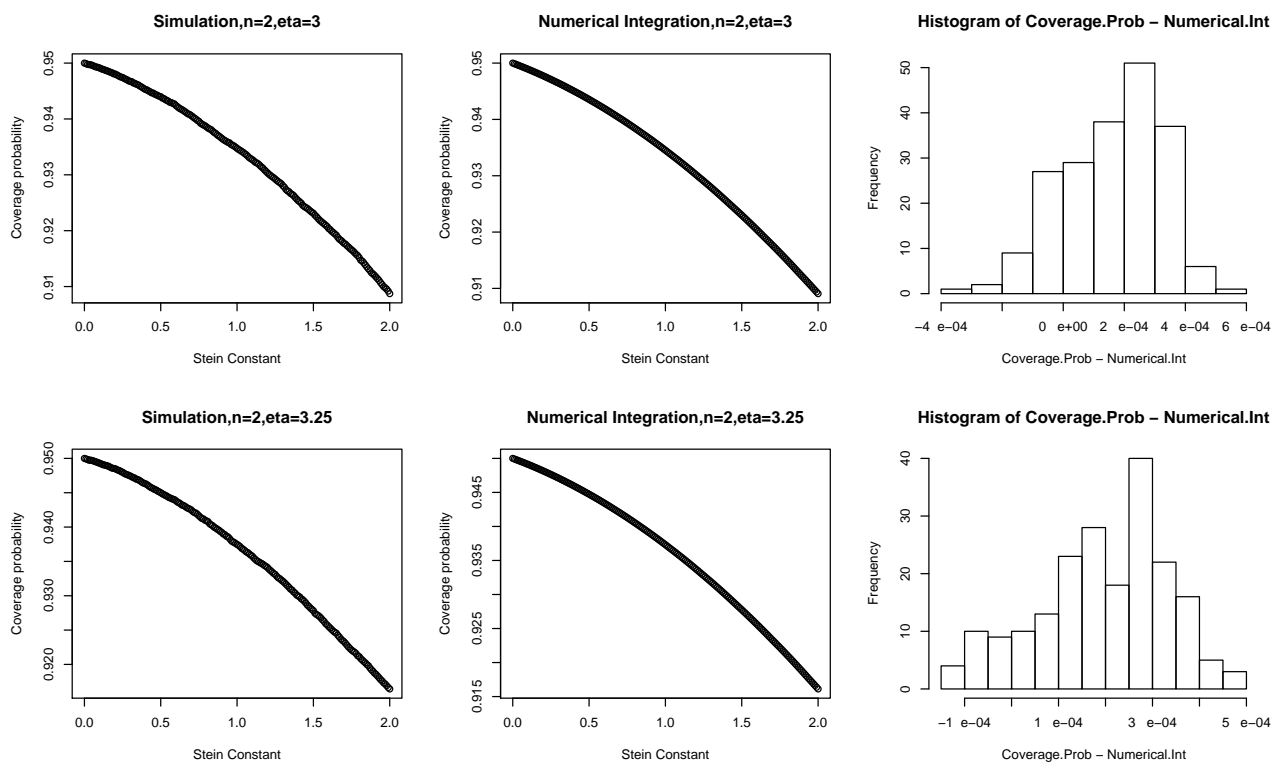 Simulation,n=2,eta=3
Coverage probability
0.91 0.92 0.93 0.94 0.95
0.0 0.5 1.0 1.5 2.0
Stein Constant
Numerical Integration,n=2,eta=3
Coverage probability
0.91 0.92 0.93 0.94 0.95
0.0 0.5 1.0 1.5 2.0
Stein Constant
Histogram of Coverage.Prob − Numerical.Int
Frequency
0 10 20 30 40 50
−4 e−04 0 e+00 2 e−04 4 e−04 6 e−04
Coverage.Prob − Numerical.Int
Simulation,n=2,eta=3.25
Coverage probability
0.920 0.930 0.940 0.950
0.0 0.5 1.0 1.5 2.0
Stein Constant
Numerical Integration,n=2,eta=3.25
Coverage probability
0.915 0.925 0.935 0.945
0.0 0.5 1.0 1.5 2.0
Stein Constant
Histogram of Coverage.Prob − Numerical.Int
Frequency
0 10 20 30 40
−1 e−04 1 e−04 3 e−04 5 e−04
Coverage.Prob − Numerical.Int